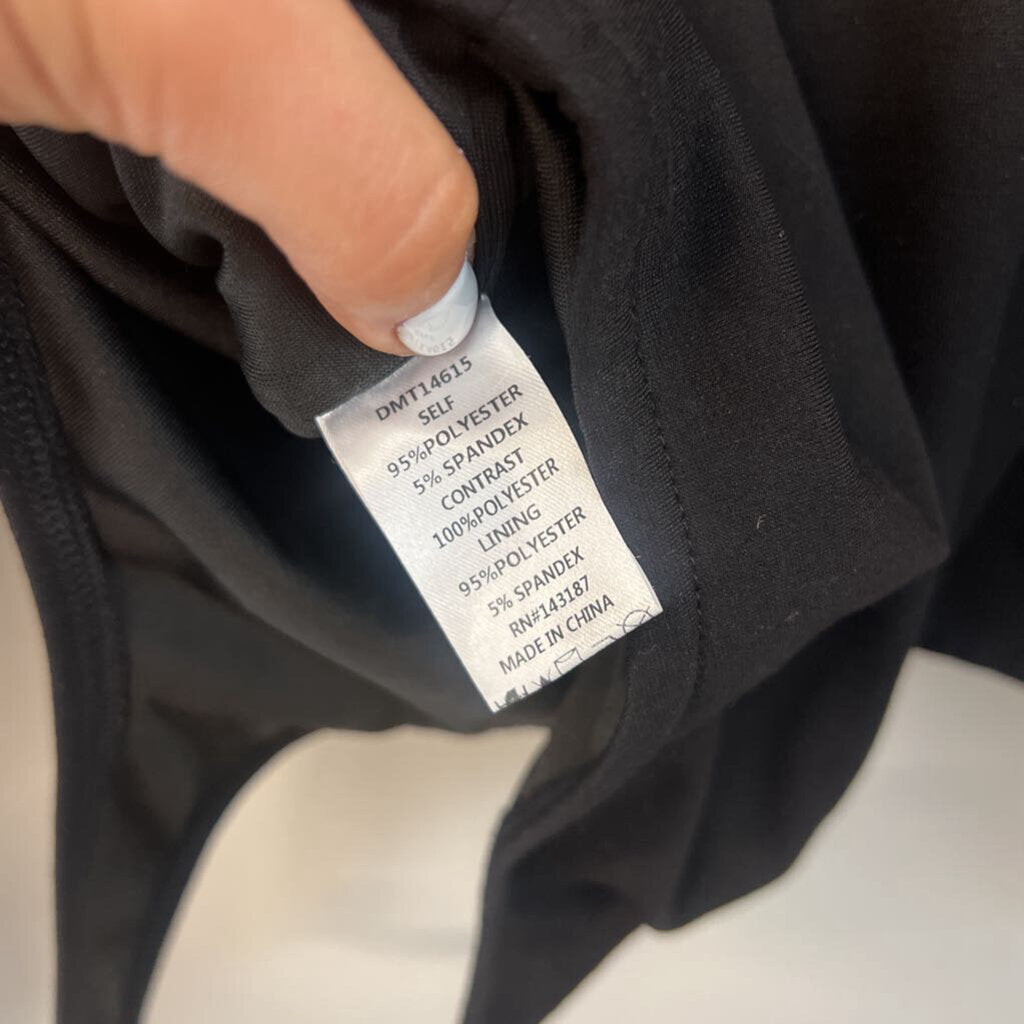 DMT14615
SELF
95%POLYESTER
5% SPANDEX
CONTRAST
100%POLYESTER
LINING
95%POLYESTER
5% SPANDEX
RN#143187
MADE IN CHINA